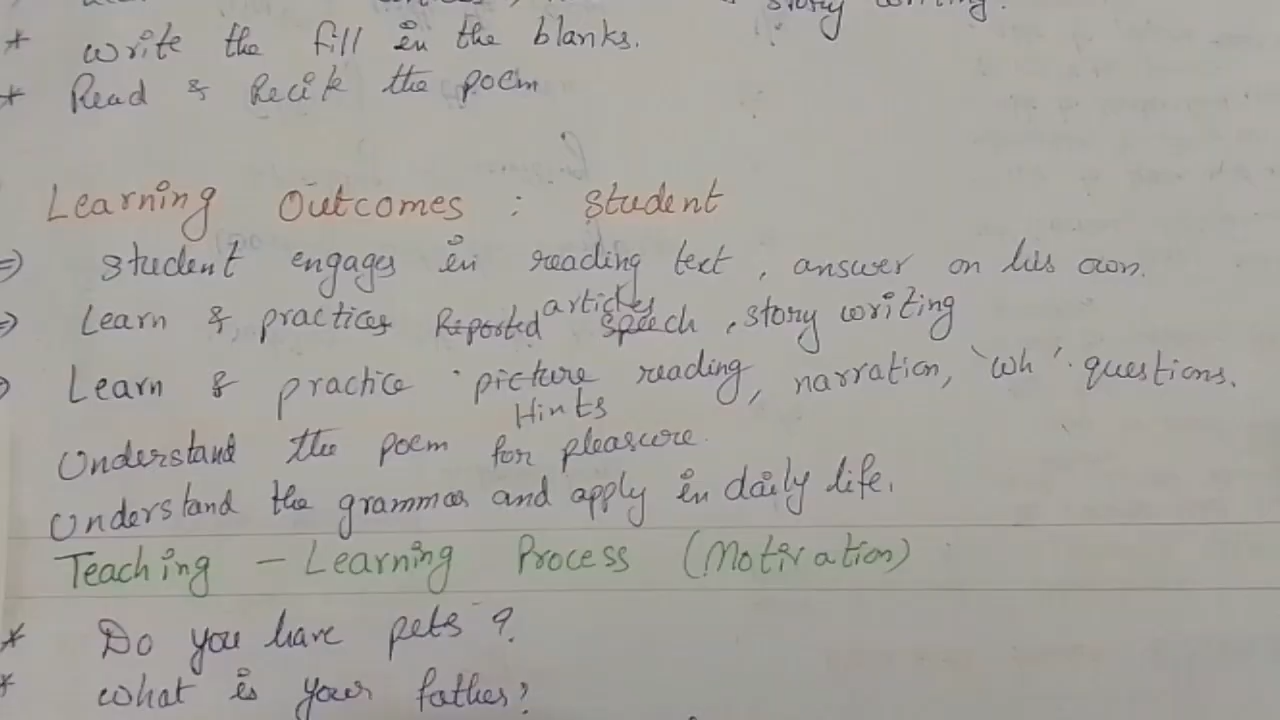 story writing.
* Write the fill in the blanks.
* Read & Recite the poem
Learning Outcomes : Student
⇒ Student engages in reading text, answer on his own.
⇒ Learn & practices Reported articles speech, story writing
⇒ Learn & practice picture reading, narration, 'wh' questions.
Hints
Understand the poem for pleasure.
Understand the grammar and apply in daily life.
Teaching - Learning Process (Motivation)
* Do you have pets ?
* What is your father?